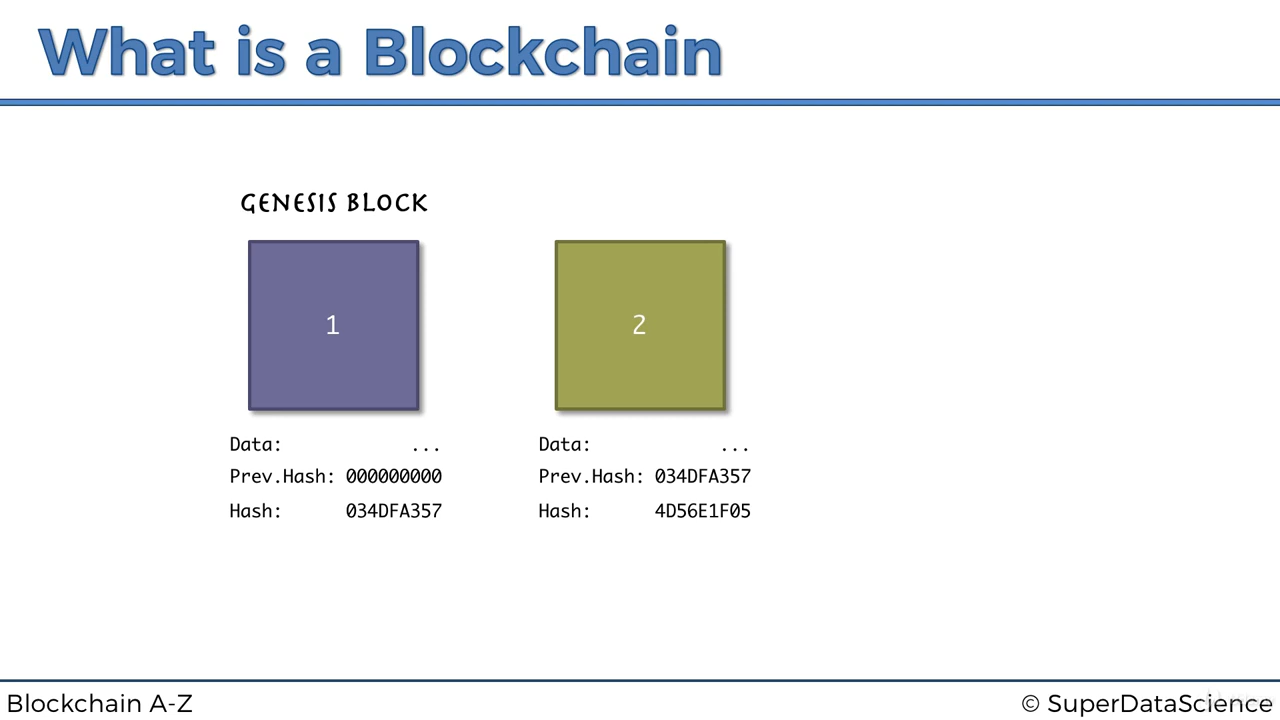 What is a Blockchain
GENESIS BLOCK
1
2
Data: ...
Prev.Hash: 000000000
Hash: 034DFA357
Data: ...
Prev.Hash: 034DFA357
Hash: 4D56E1F05
Blockchain A-Z
© SuperDataScience